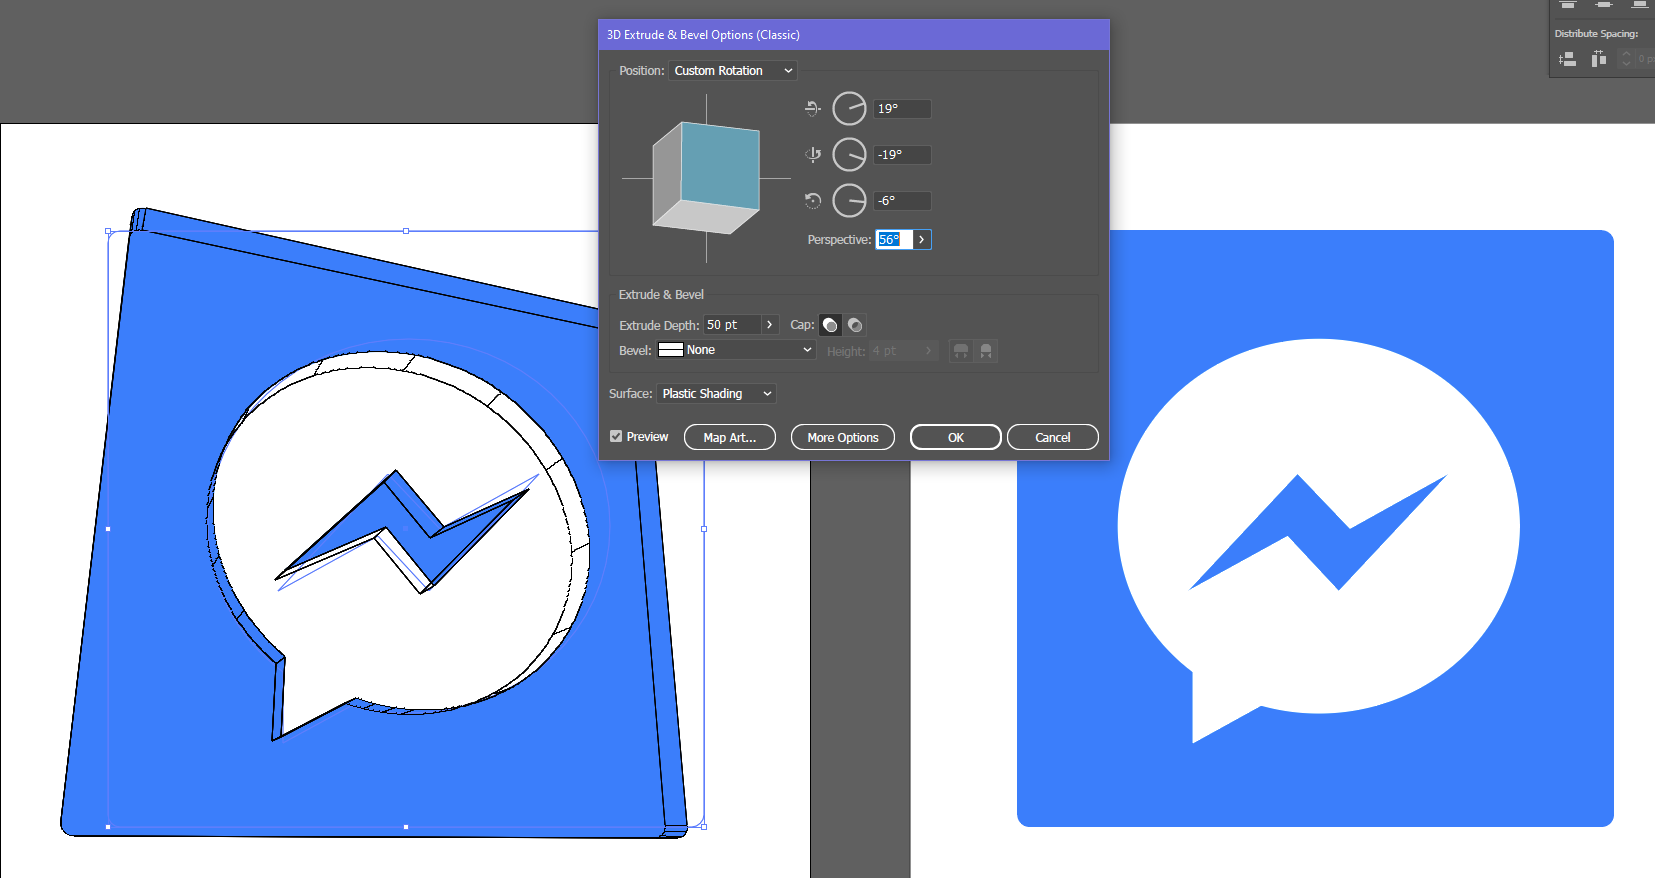 3D Extrude & Bevel Options (Classic)
Distribute Spacing:
Position: Custom Rotation
19°
-19°
-6°
Perspective: 56°
Extrude & Bevel
Extrude Depth: 50 pt Cap:
Bevel: None Height: 4 pt
Surface: Plastic Shading
Preview Map Art... More Options OK Cancel